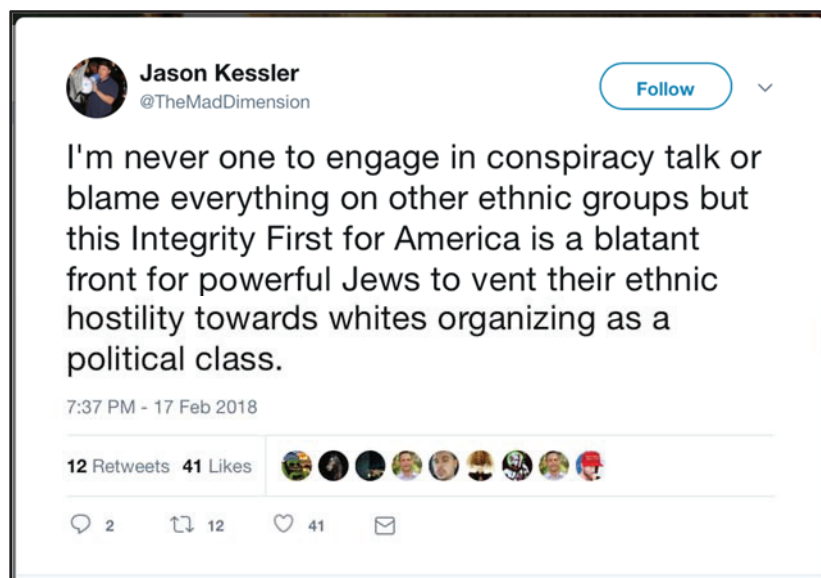 Jason Kessler
@TheMadDimension
Follow
I'm never one to engage in conspiracy talk or
blame everything on other ethnic groups but
this Integrity First for America is a blatant
front for powerful Jews to vent their ethnic
hostility towards whites organizing as a
political class.
7:37 PM - 17 Feb 2018
12 Retweets 41 Likes
2 12 41